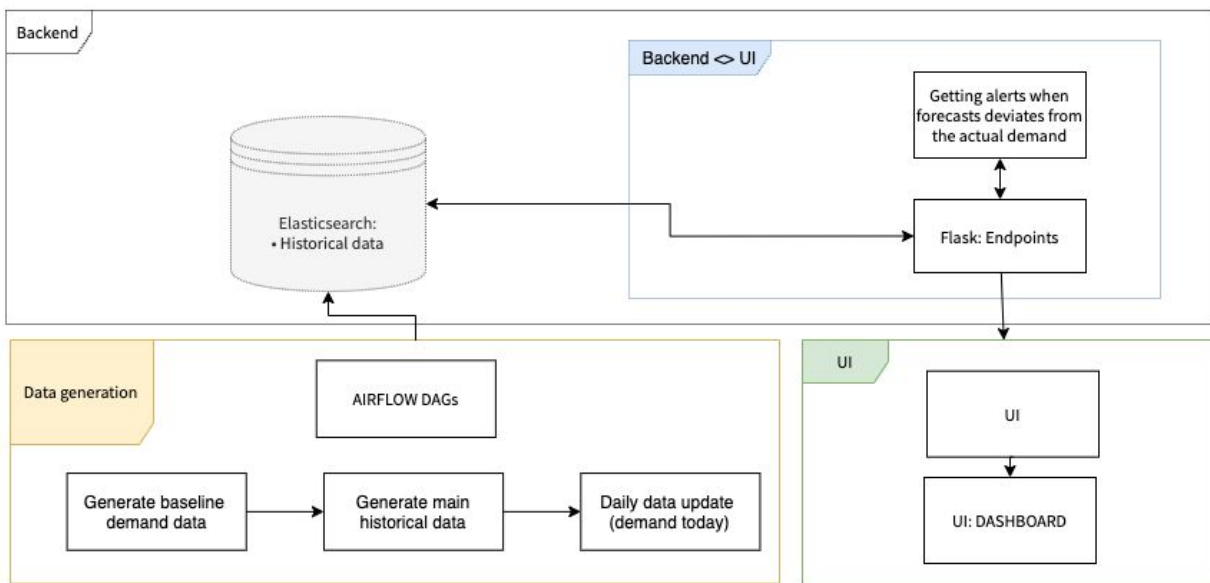 Backend
Backend <> UI
Getting alerts when
forecasts deviates from
the actual demand
Elasticsearch:
• Historical data
Flask: Endpoints
Data generation
AIRFLOW DAGs
Generate baseline
demand data
Generate main
historical data
Daily data update
(demand today)
UI
UI
UI: DASHBOARD